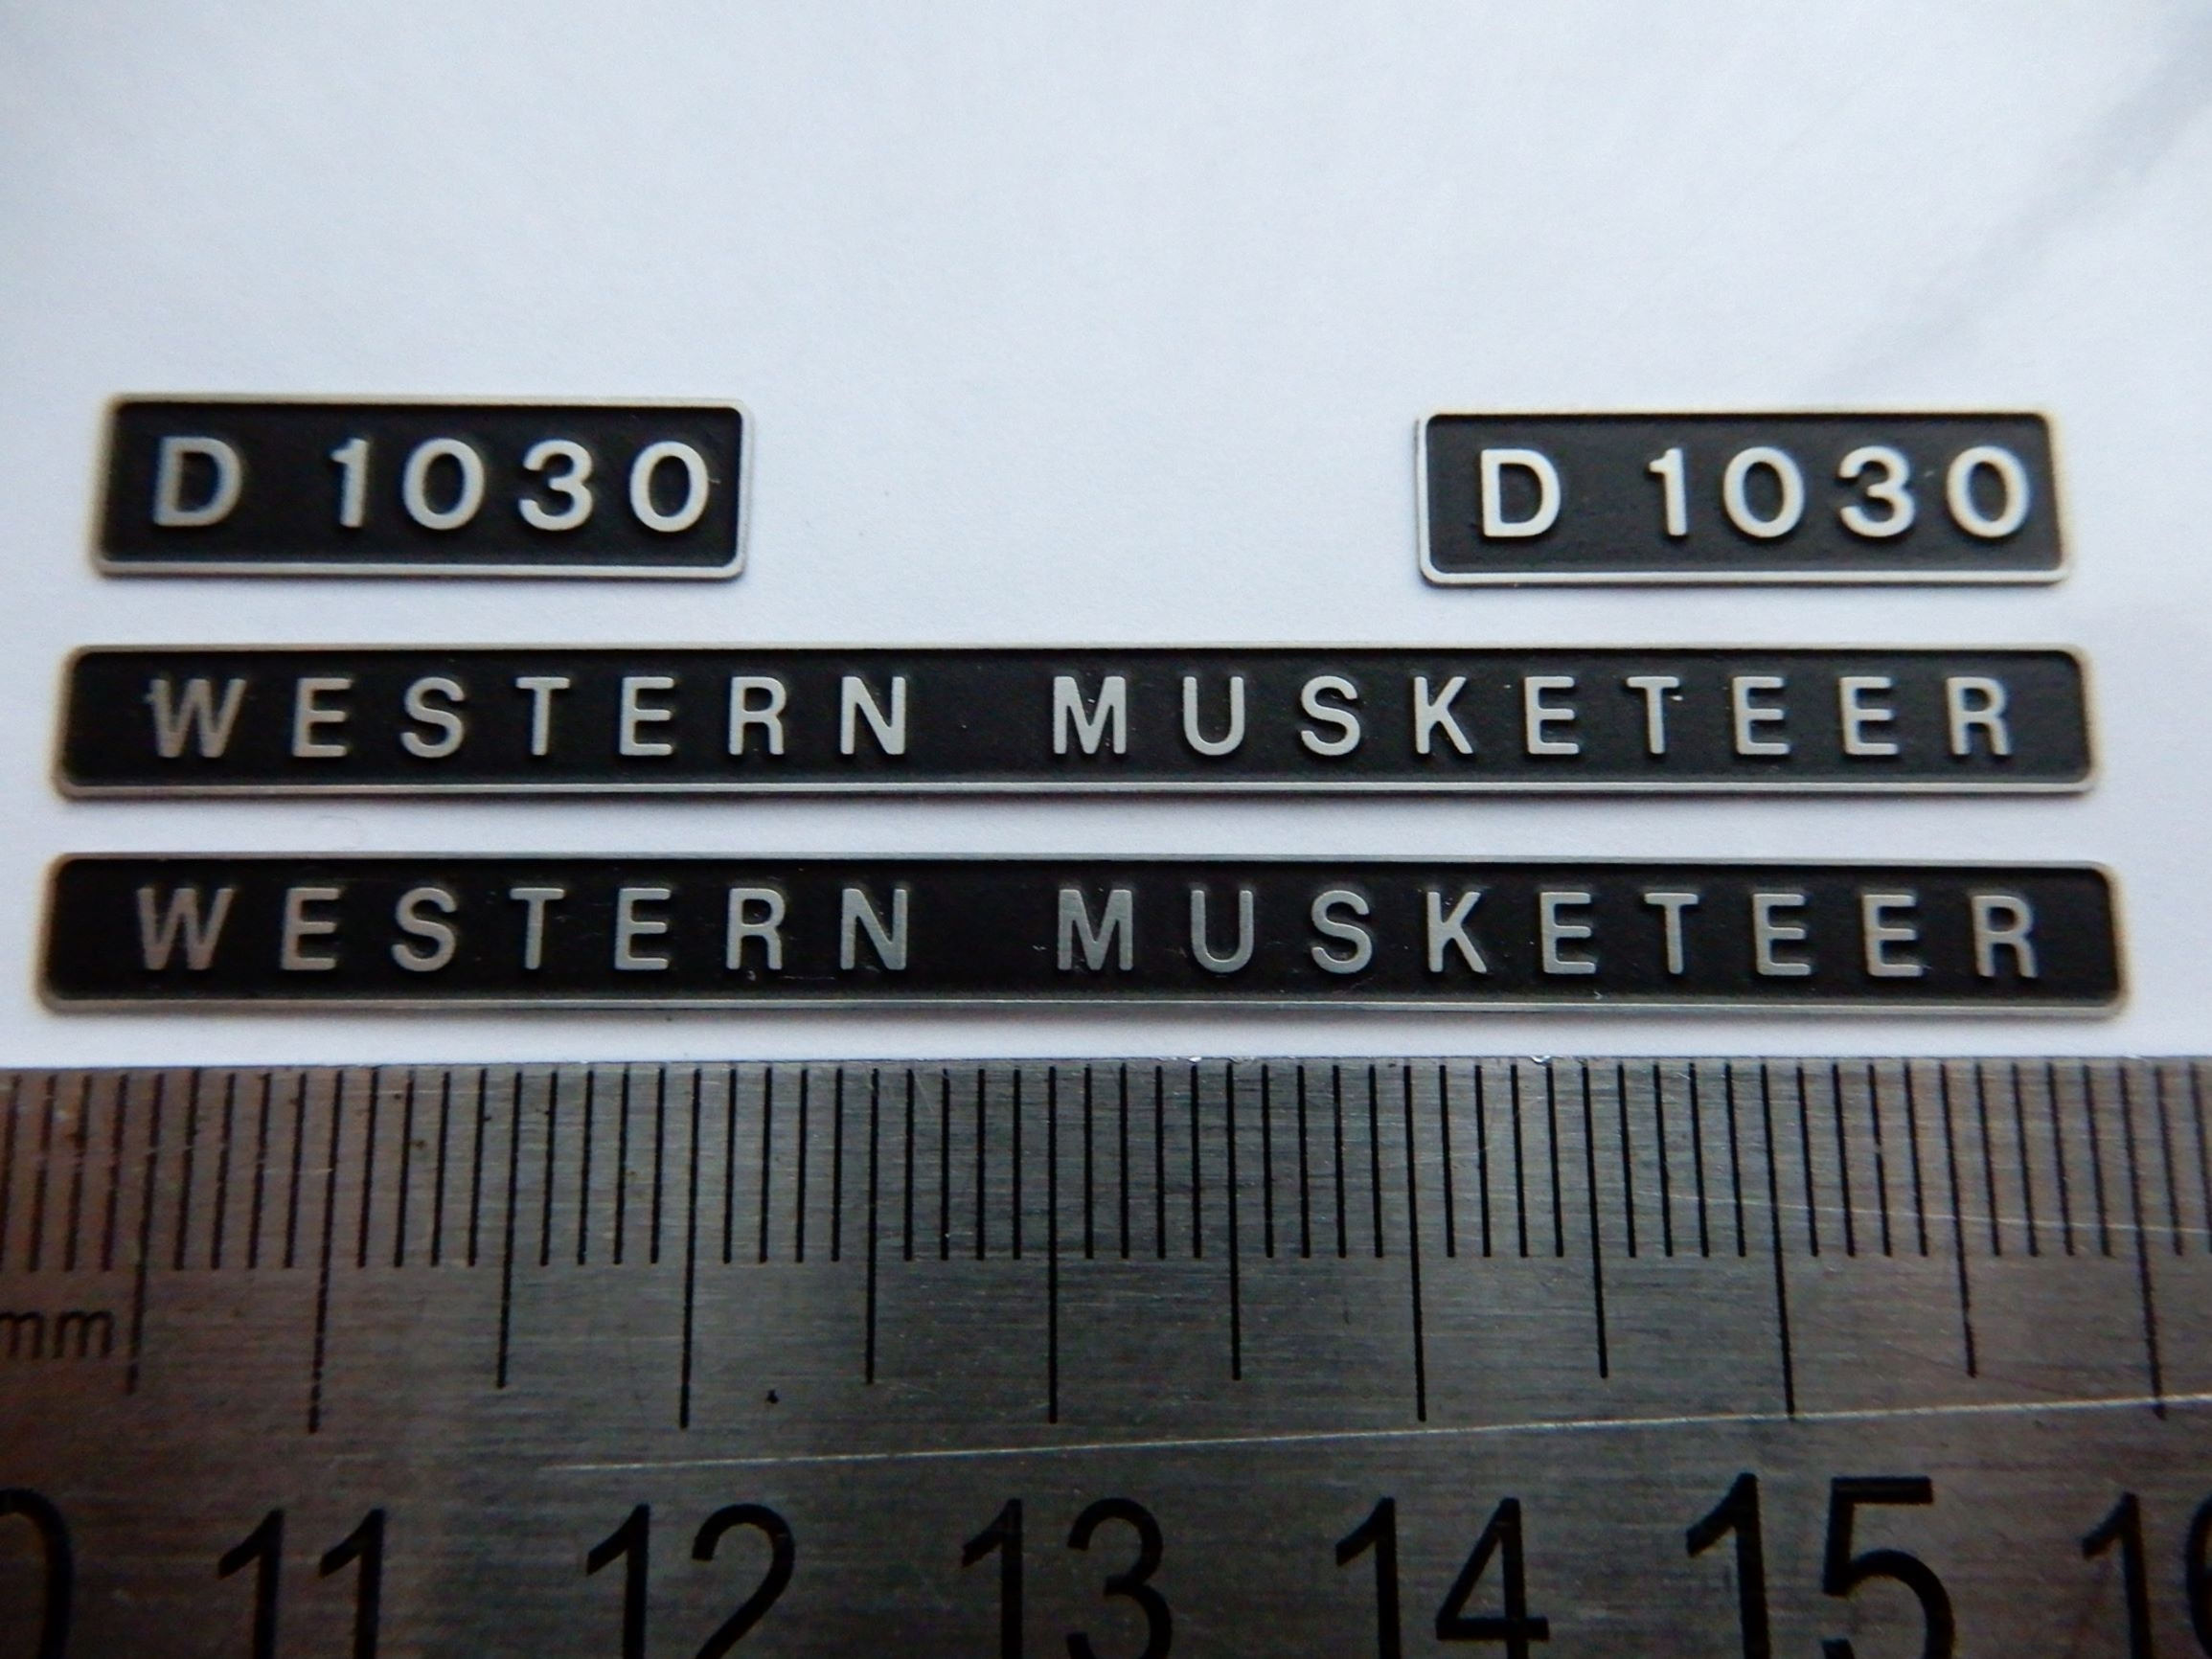 D 1030 D 1030
WESTERN MUSKETEER
WESTERN MUSKETEER
mm
11 12 13 14 15